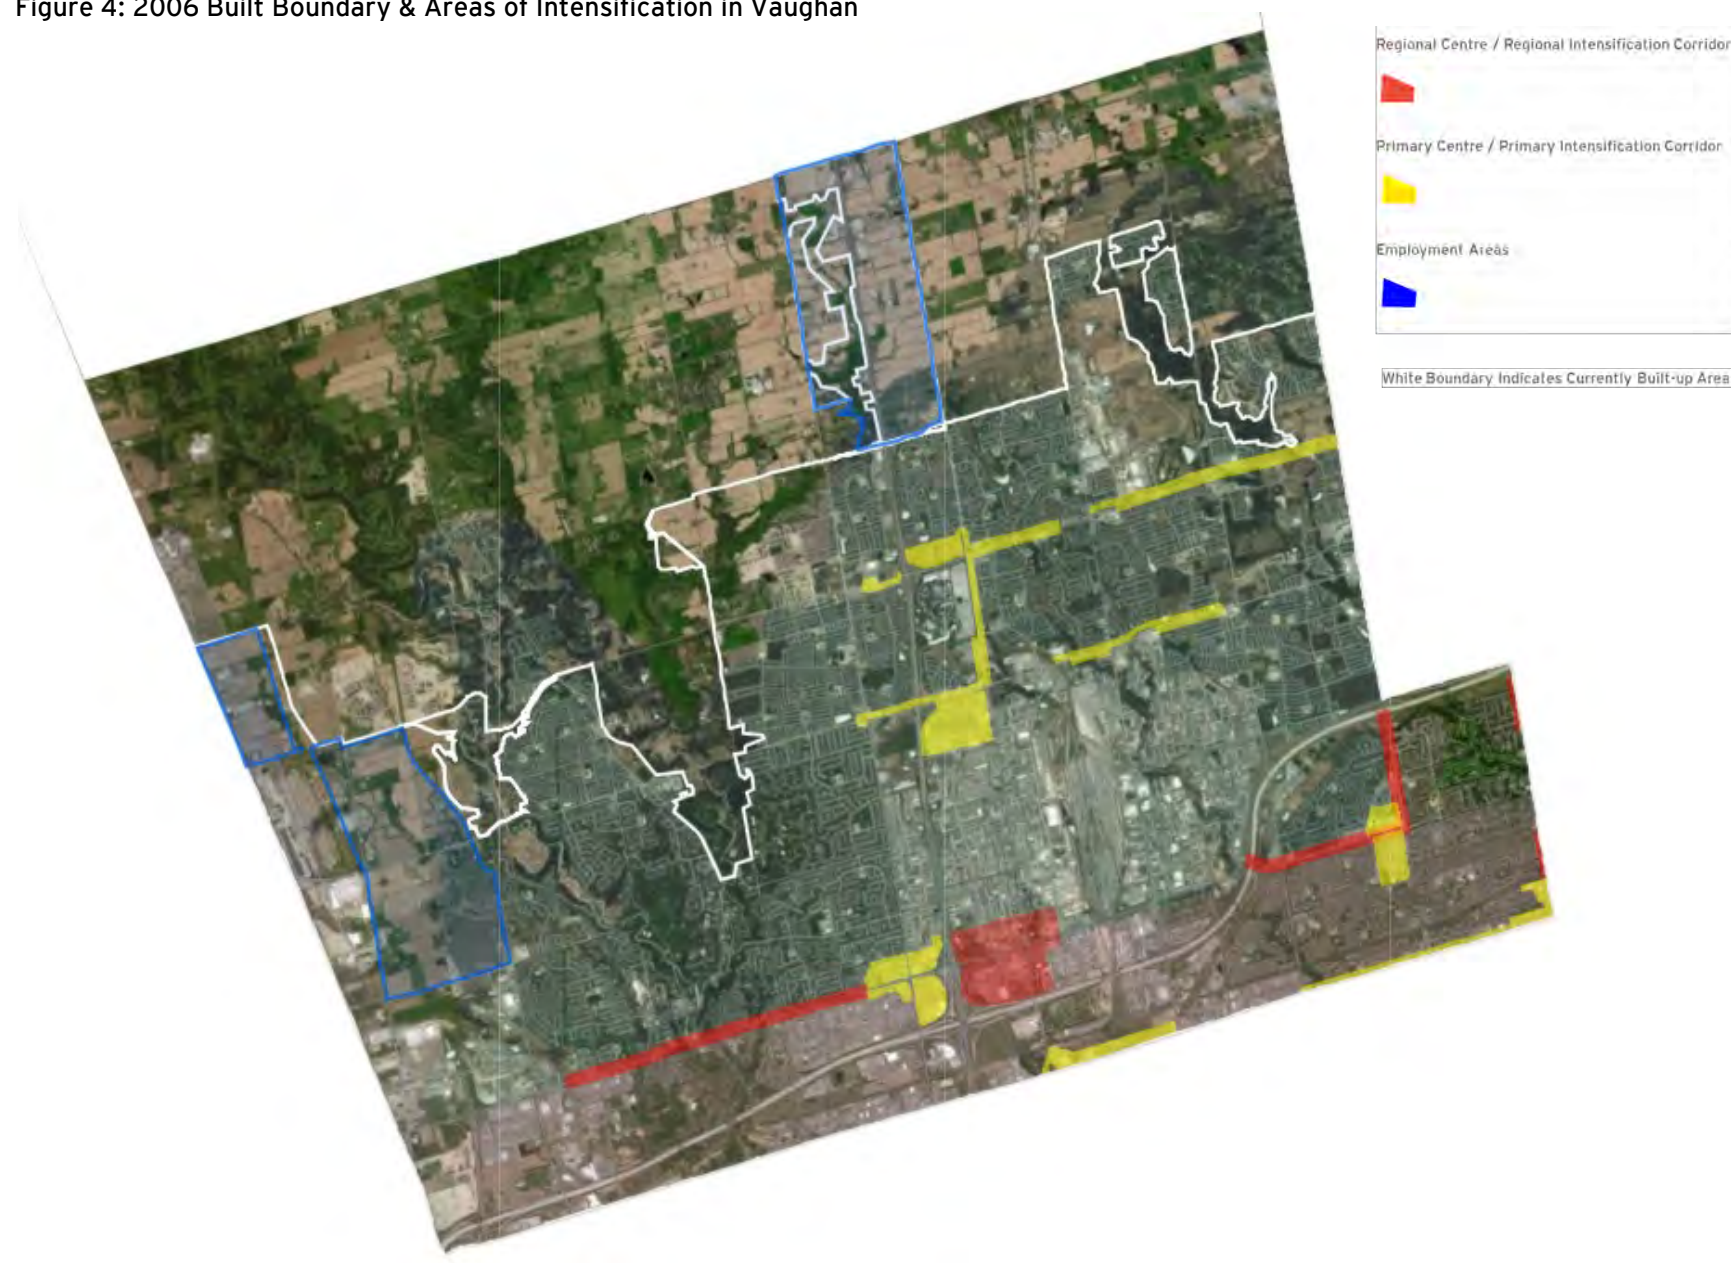 Figure 4: 2006 Built Boundary & Areas of Intensification in Vaughan
Regional Centre / Regional Intensification Corridor
Primary Centre / Primary Intensification Corridor
Employment Areas
White Boundary Indicates Currently Built-up Area